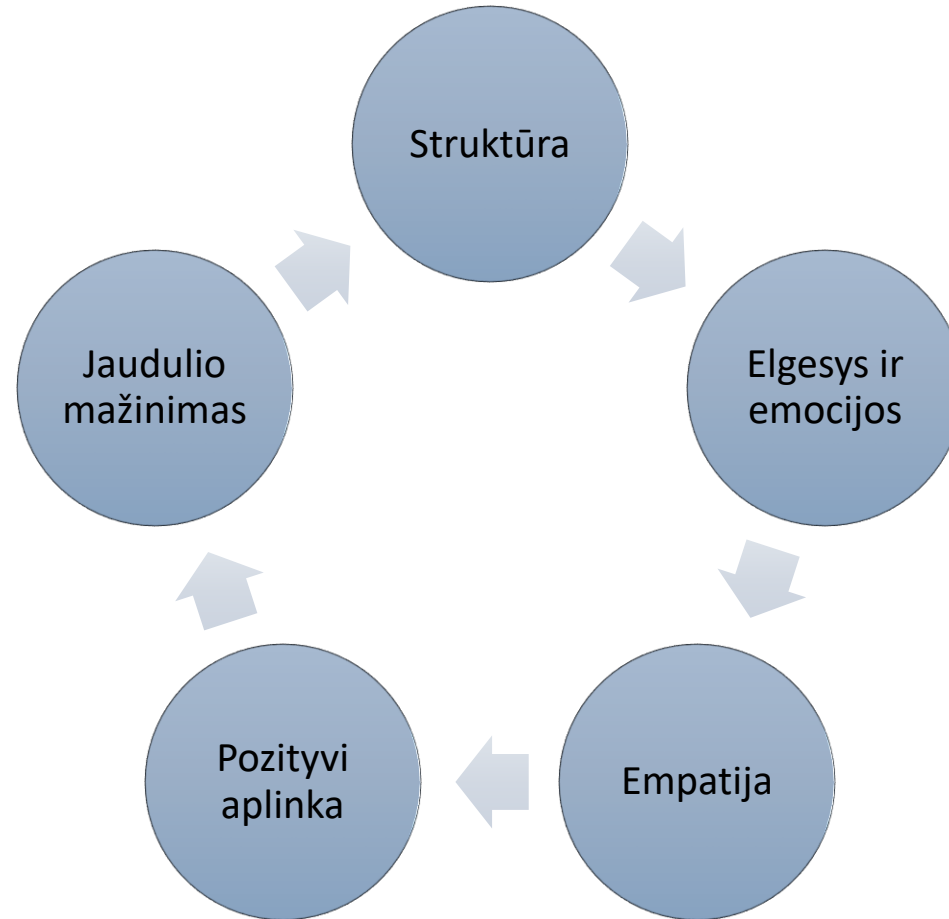 Struktūra
Elgesys ir
emocijos
Empatija
Pozityvi
aplinka
Jaudulio
mažinimas